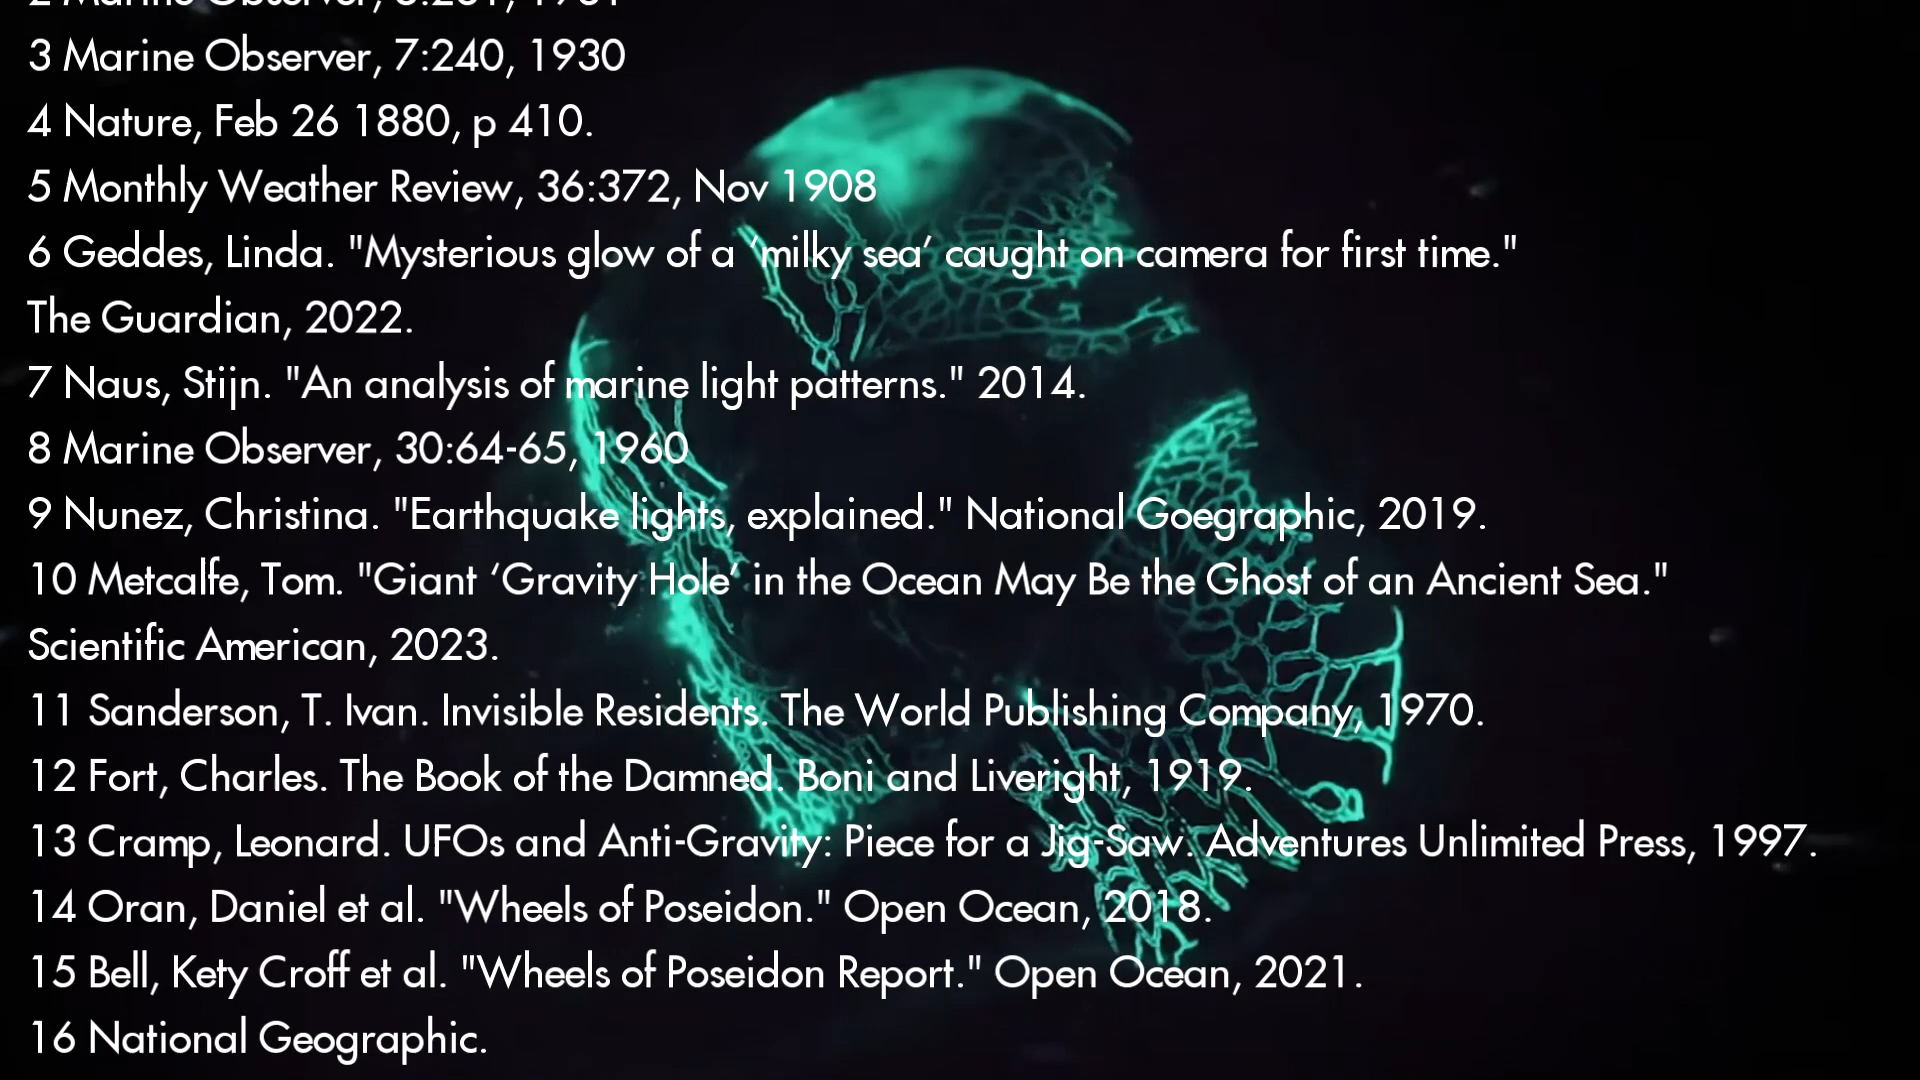 2 Marine Observer,
3 Marine Observer, 7:240, 1930
4 Nature, Feb 26 1880, p 410.
5 Monthly Weather Review, 36:372, Nov 1908
6 Geddes, Linda. "Mysterious glow of a ‘milky sea’ caught on camera for first time."
The Guardian, 2022.
7 Naus, Stijn. "An analysis of marine light patterns." 2014.
8 Marine Observer, 30:64-65, 1960
9 Nunez, Christina. "Earthquake lights, explained." National Goegraphic, 2019.
10 Metcalfe, Tom. "Giant ‘Gravity Hole’ in the Ocean May Be the Ghost of an Ancient Sea."
Scientific American, 2023.
11 Sanderson, T. Ivan. Invisible Residents. The World Publishing Company, 1970.
12 Fort, Charles. The Book of the Damned. Boni and Liveright, 1919.
13 Cramp, Leonard. UFOs and Anti-Gravity: Piece for a Jig-Saw. Adventures Unlimited Press, 1997.
14 Oran, Daniel et al. "Wheels of Poseidon." Open Ocean, 2018.
15 Bell, Kety Croff et al. "Wheels of Poseidon Report." Open Ocean, 2021.
16 National Geographic.